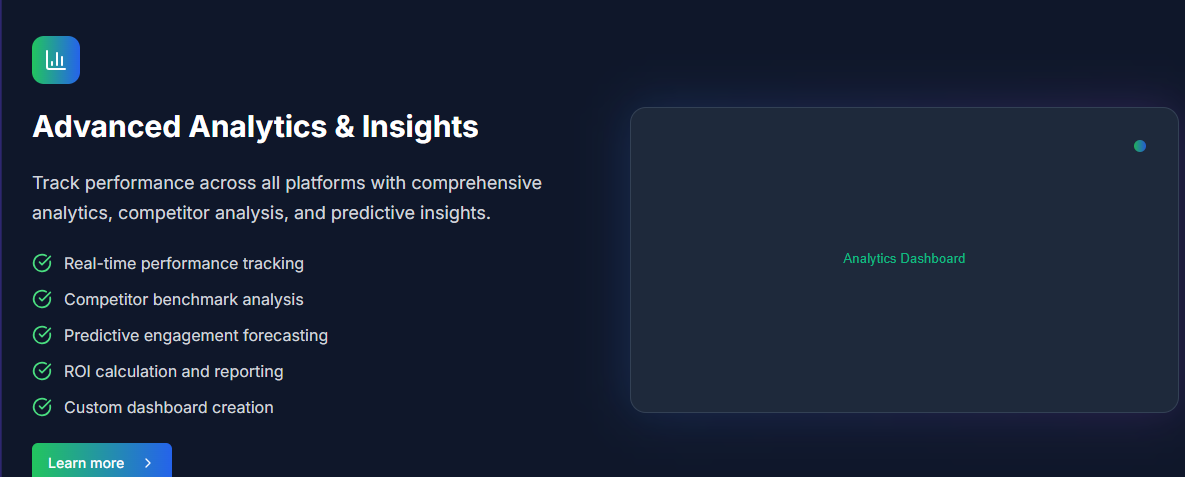 Advanced Analytics & Insights
Track performance across all platforms with comprehensive
analytics, competitor analysis, and predictive insights.
Real-time performance tracking
Competitor benchmark analysis
Predictive engagement forecasting
ROI calculation and reporting
Custom dashboard creation
Learn more
Analytics Dashboard